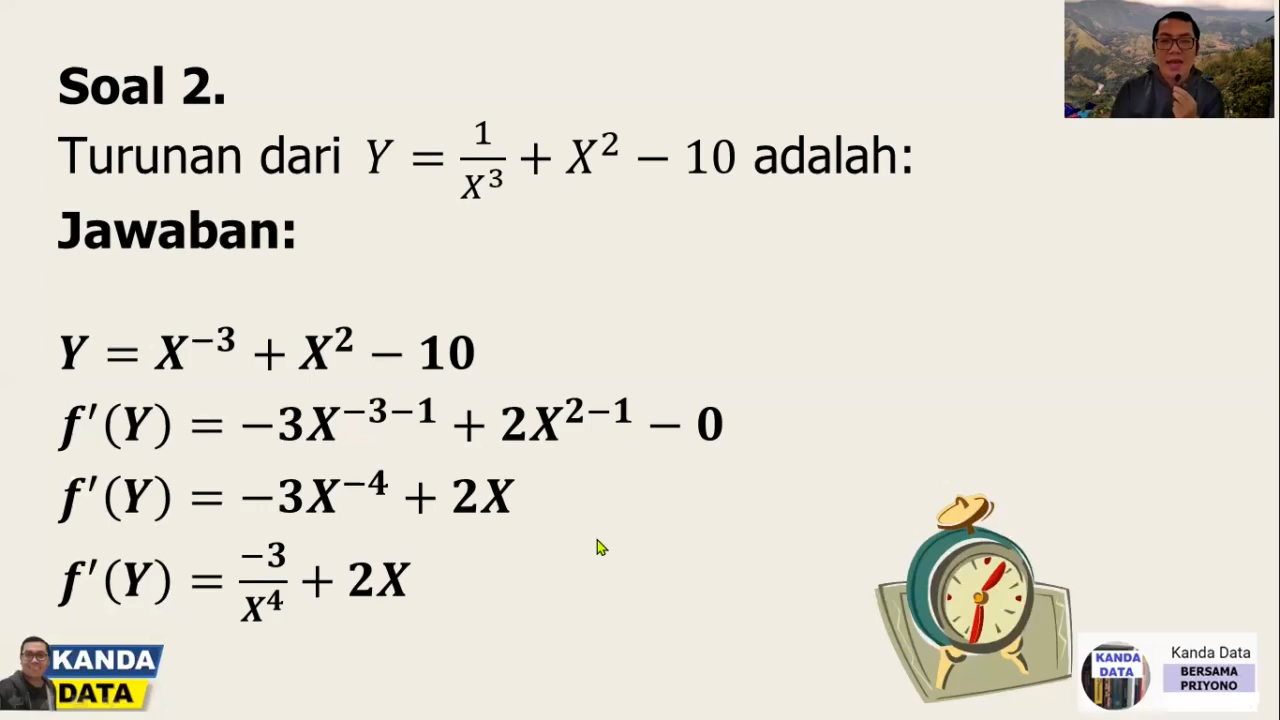 Soal 2.
Turunan dari Y = 1/X³ + X² − 10 adalah:
Jawaban:
Y = X⁻³ + X² − 10
f′(Y) = −3X⁻³⁻¹ + 2X²⁻¹ − 0
f′(Y) = −3X⁻⁴ + 2X
f′(Y) = −3/X⁴ + 2X
KANDA
DATA
KANDA
DATA
Kanda Data
BERSAMA
PRIYONO